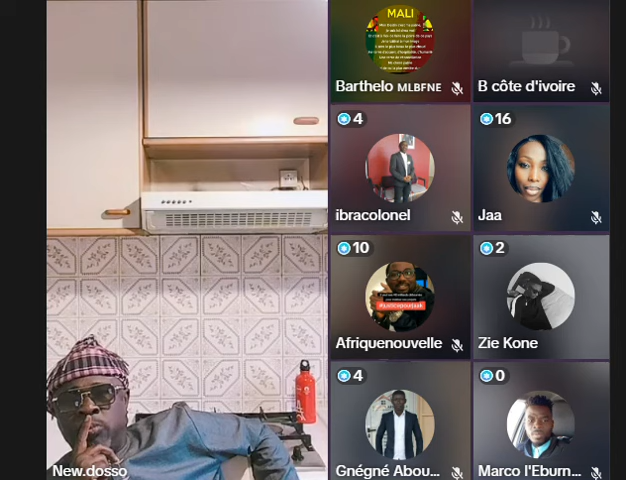 MALI
Barthelo MLBFNE
B côte d'ivoire
4
16
ibracolonel
Jaa
10
2
Afriquenouvelle
Zie Kone
4
0
New.dosso
Gnégné Abou...
Marco l'Eburn...